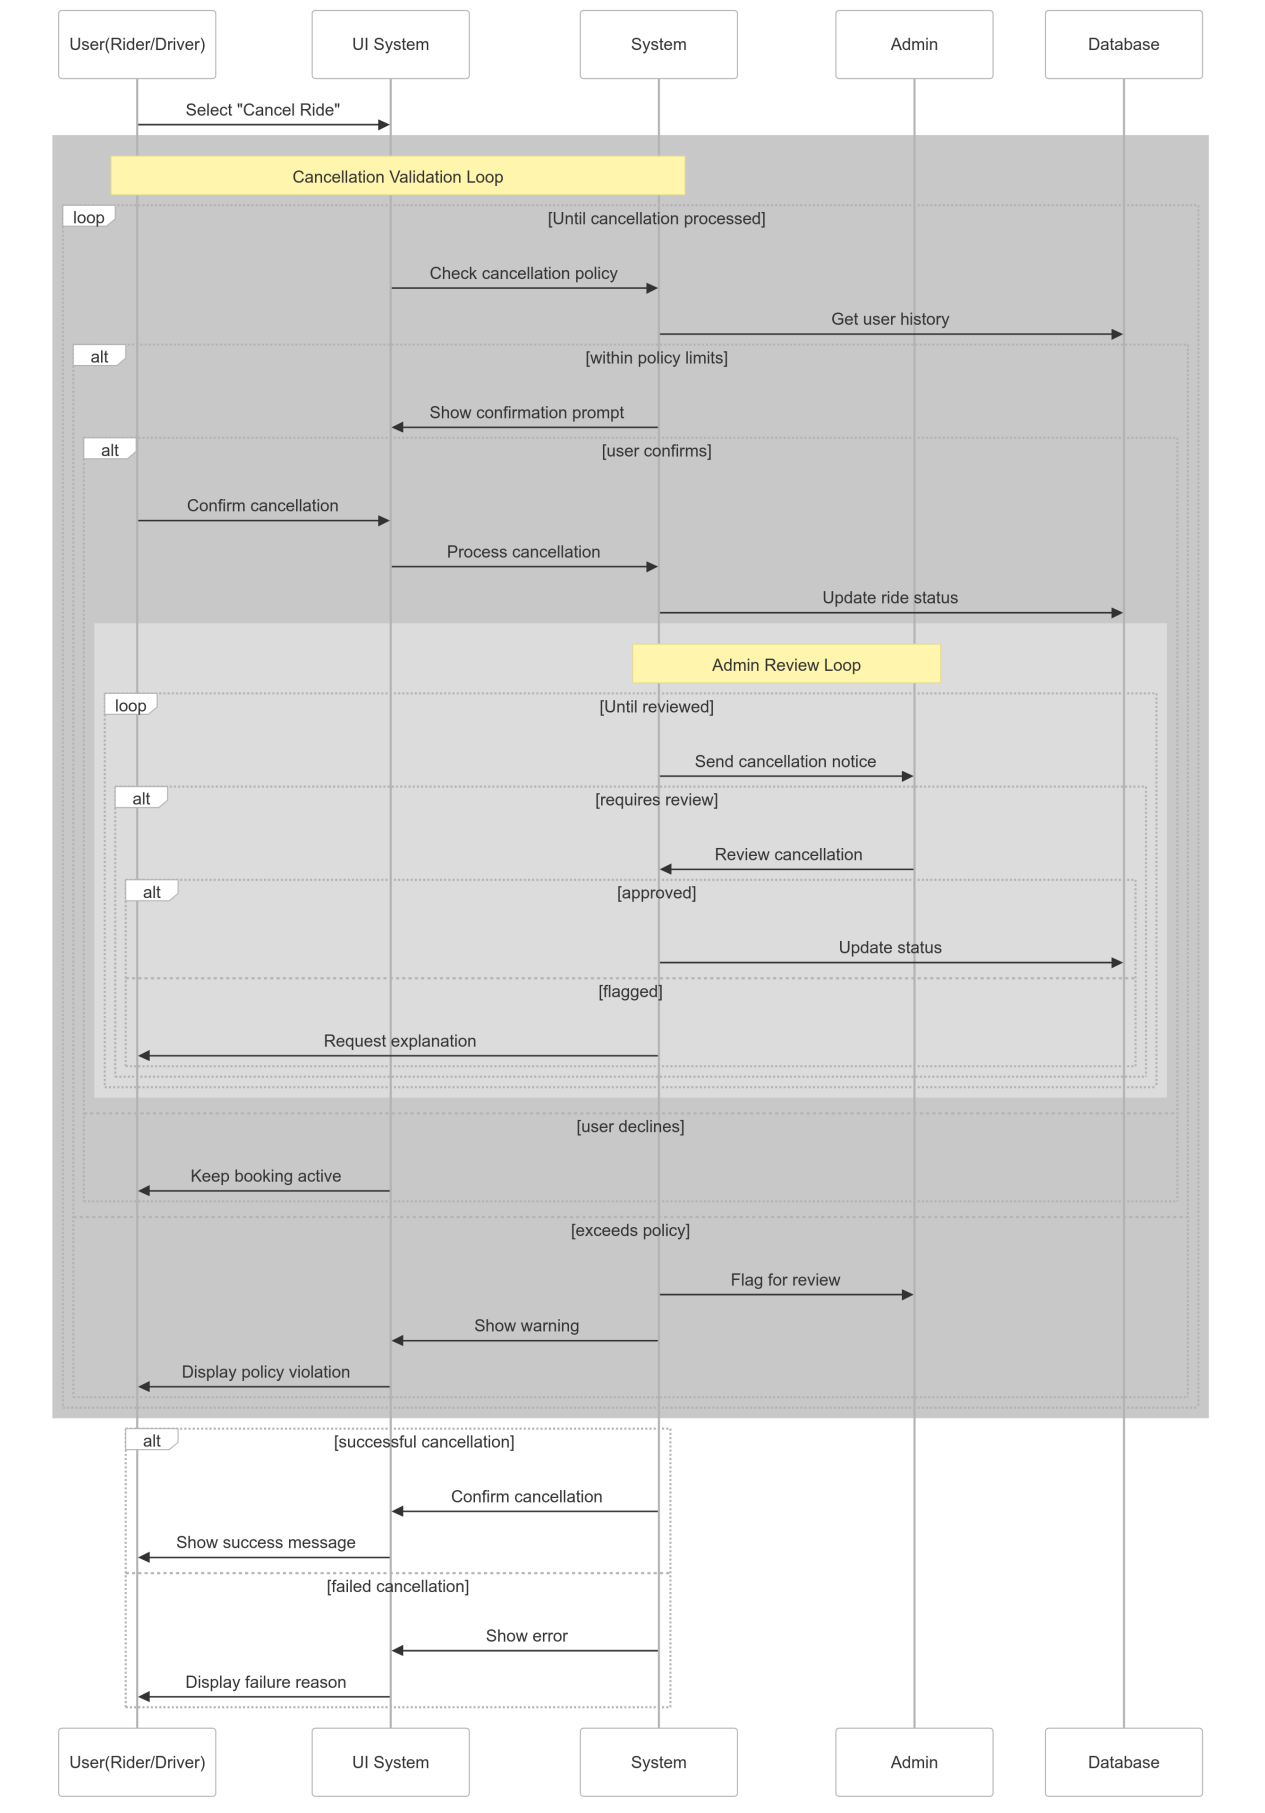 User(Rider/Driver)
UI System
System
Admin
Database
Select "Cancel Ride"
Cancellation Validation Loop
loop
[Until cancellation processed]
Check cancellation policy
Get user history
alt
[within policy limits]
Show confirmation prompt
alt
[user confirms]
Confirm cancellation
Process cancellation
Update ride status
Admin Review Loop
loop
[Until reviewed]
Send cancellation notice
alt
[requires review]
Review cancellation
alt
[approved]
Update status
[flagged]
Request explanation
[user declines]
Keep booking active
[exceeds policy]
Flag for review
Show warning
Display policy violation
alt
[successful cancellation]
Confirm cancellation
Show success message
[failed cancellation]
Show error
Display failure reason
User(Rider/Driver)
UI System
System
Admin
Database